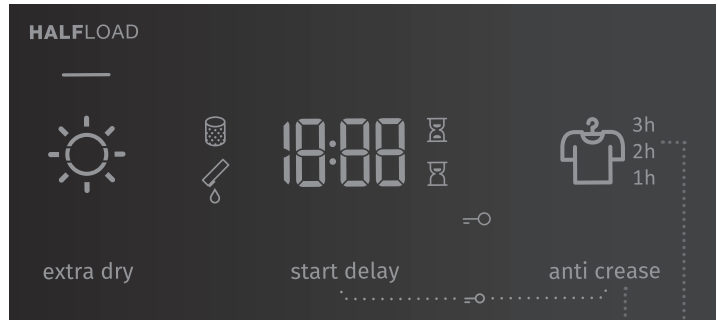 HALFLOAD
18:88
3h
2h
1h
extra dry
start delay
anti crease